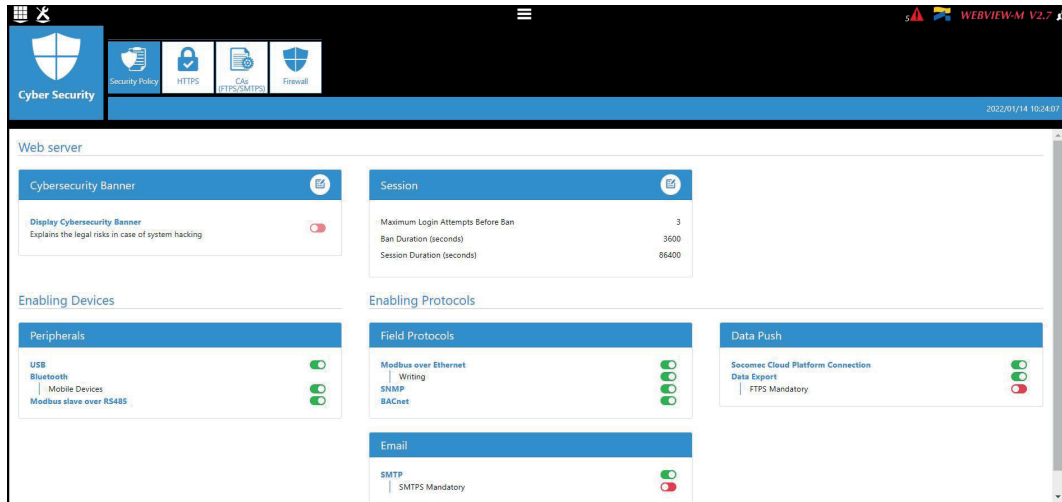 5
WEBVIEW-M V2.7
Cyber Security
Security Policy
HTTPS
CAs
(FTPS/SMTPS)
Firewall
2022/01/14 10:24:07
Web server
Cybersecurity Banner
Display Cybersecurity Banner
Explains the legal risks in case of system hacking
Session
Maximum Login Attempts Before Ban 3
Ban Duration (seconds) 3600
Session Duration (seconds) 86400
Enabling Devices
Peripherals
USB
Bluetooth
Mobile Devices
Modbus slave over RS485
Enabling Protocols
Field Protocols
Modbus over Ethernet
Writing
SNMP
BACnet
Data Push
Socomec Cloud Platform Connection
Data Export
FTPS Mandatory
Email
SMTP
SMTPS Mandatory